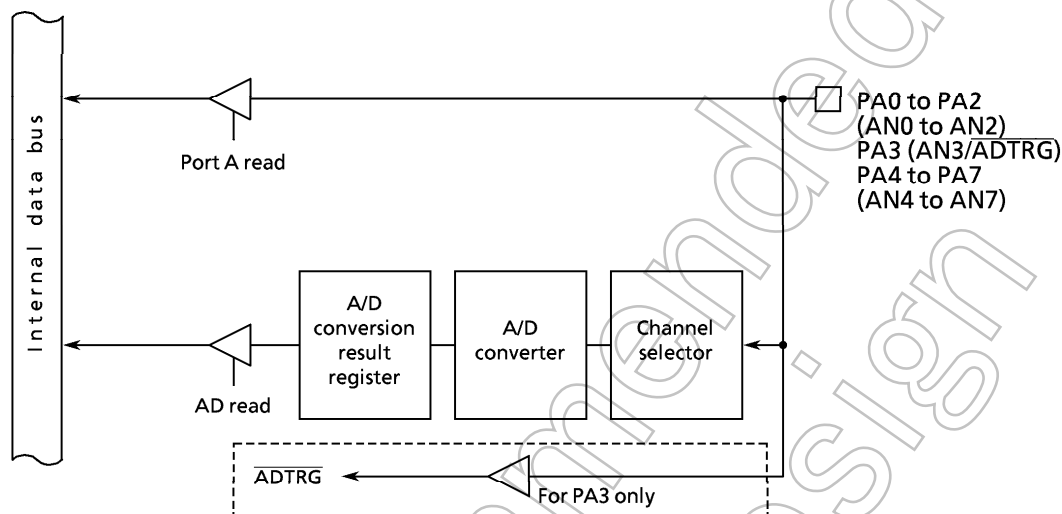 PA0 to PA2
(AN0 to AN2)
PA3 (AN3/ADTRG)
PA4 to PA7
(AN4 to AN7)
Port A read
Internal data bus
A/D
conversion
result
register
A/D
converter
Channel
selector
AD read
ADTRG
For PA3 only